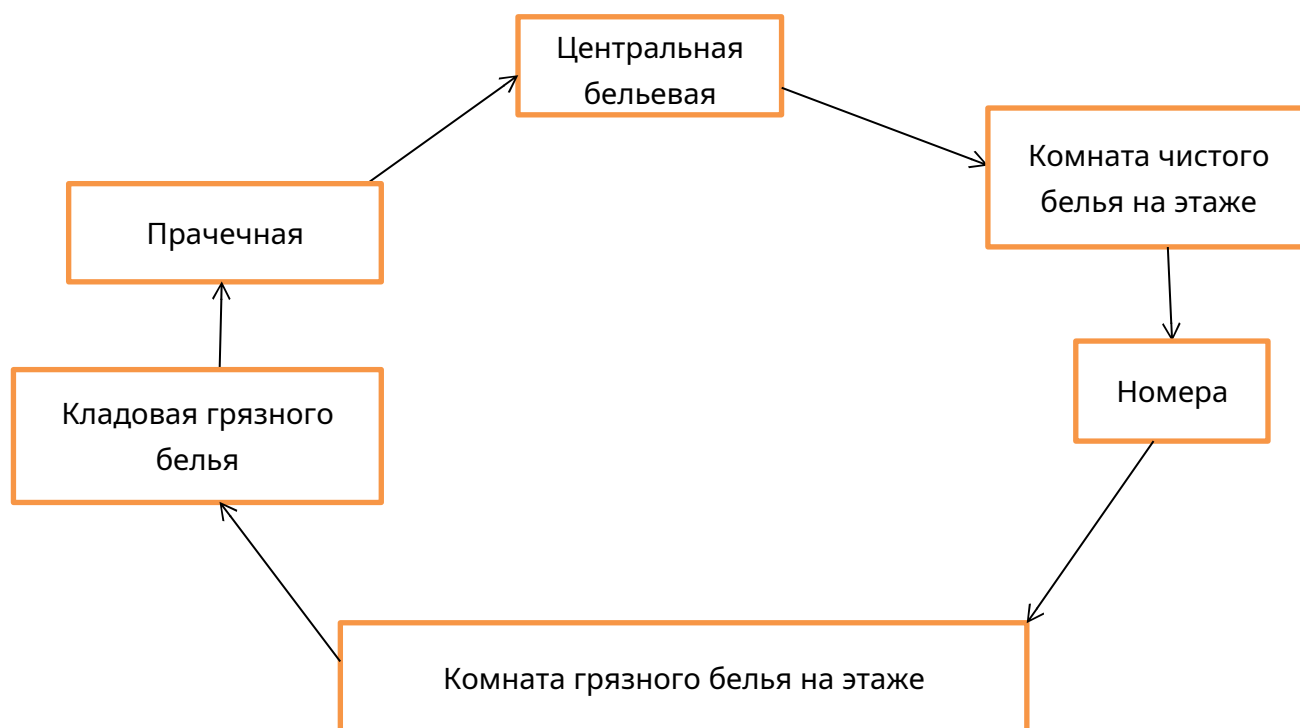 Центральная
бельевая
Комната чистого
белья на этаже
Прачечная
Номера
Кладовая грязного
белья
Комната грязного белья на этаже